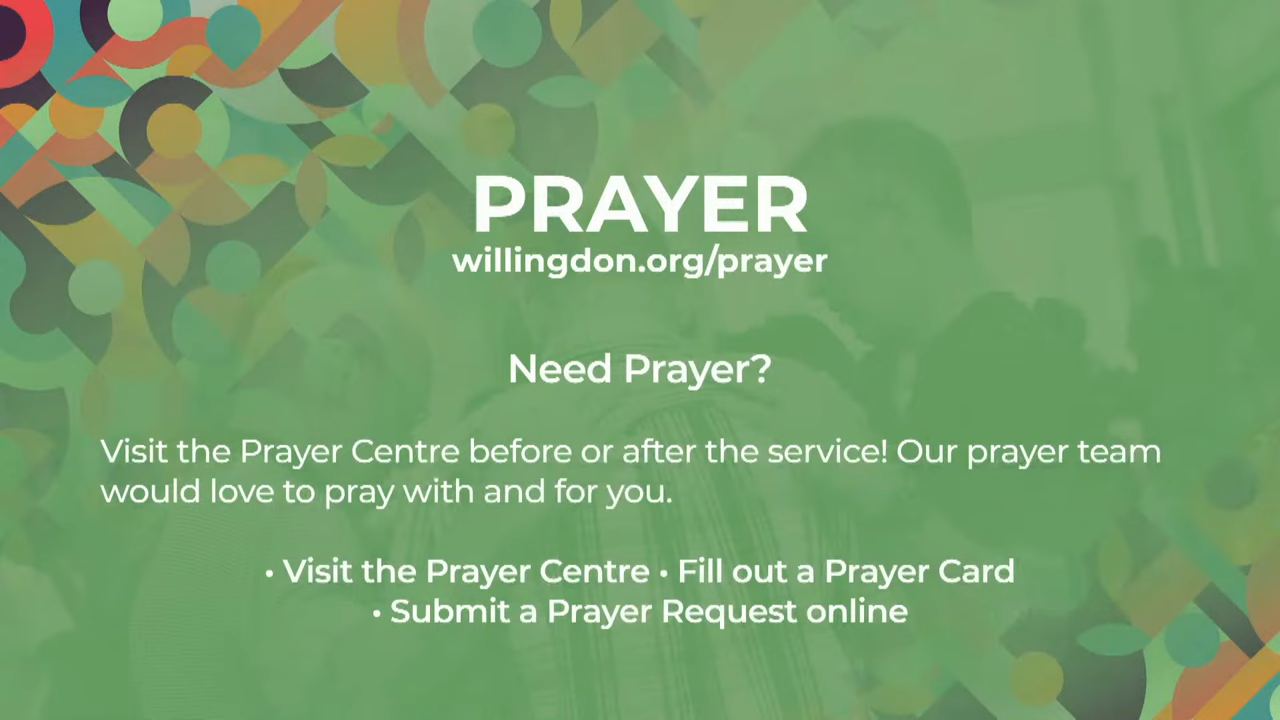 PRAYER
willingdon.org/prayer
Need Prayer?
Visit the Prayer Centre before or after the service! Our prayer team
would love to pray with and for you.
• Visit the Prayer Centre • Fill out a Prayer Card
• Submit a Prayer Request online